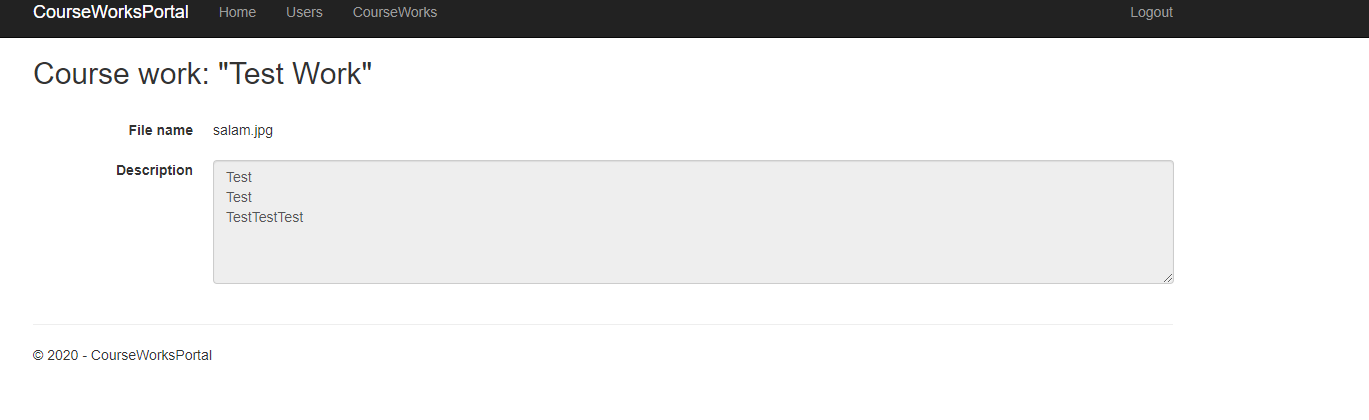 CourseWorksPortal Home Users CourseWorks Logout
Course work: "Test Work"
File name salam.jpg
Description
Test
Test
TestTestTest
© 2020 - CourseWorksPortal